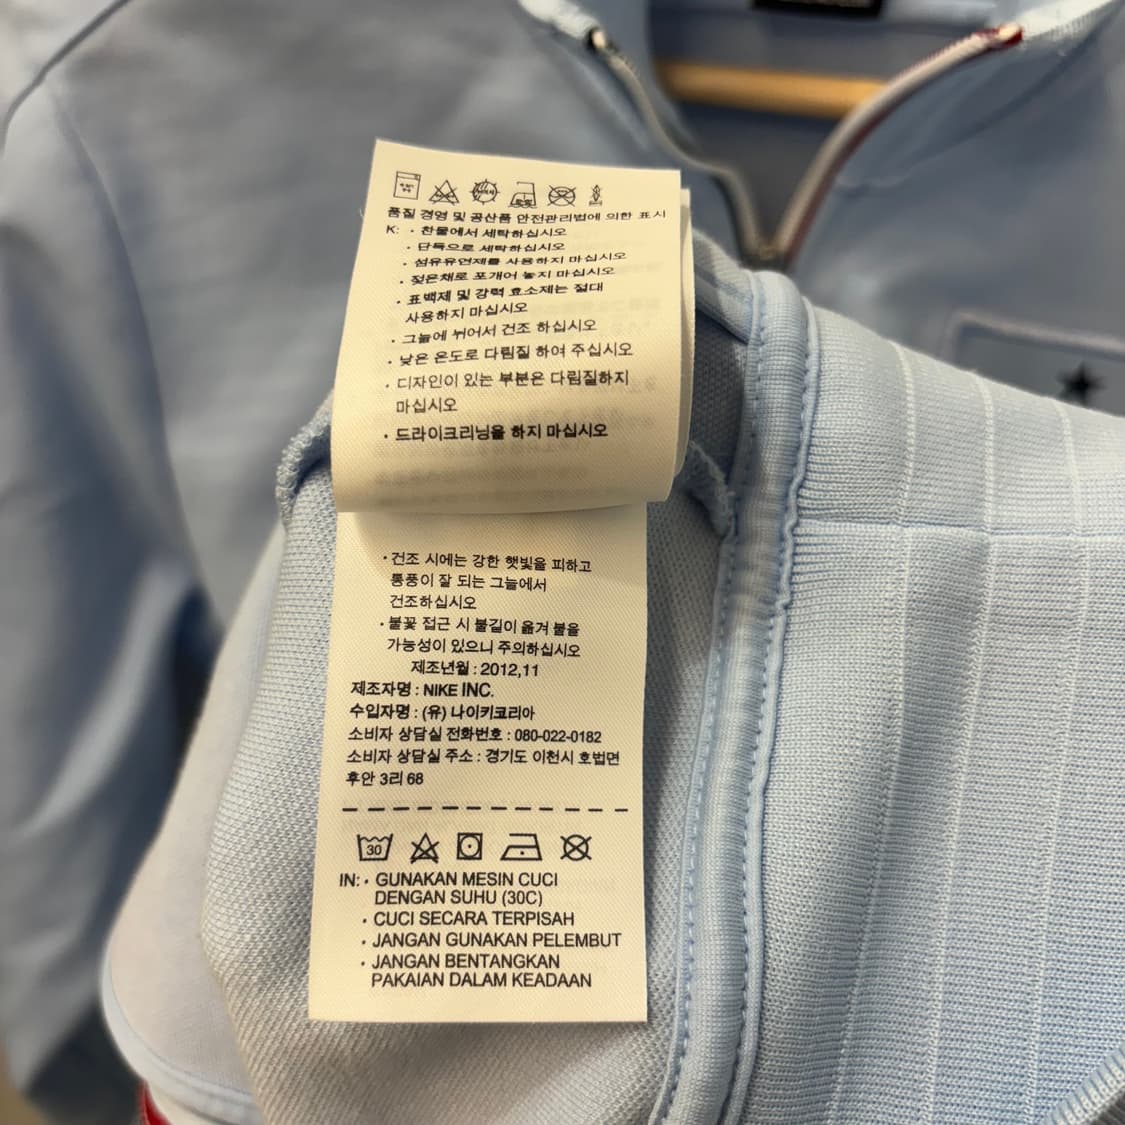 품질 경영 및 공산품 안전관리법에 의한 표시
K: · 찬물에서 세탁하십시오
· 단독으로 세탁하십시오
· 섬유유연제를 사용하지 마십시오
· 젖은채로 포개어 놓지 마십시오
· 표백제 및 강력 효소제는 절대
사용하지 마십시오
· 그늘에 뉘어서 건조 하십시오
· 낮은 온도로 다림질 하여 주십시오
· 디자인이 있는 부분은 다림질하지
마십시오
· 드라이크리닝을 하지 마십시오
· 건조 시에는 강한 햇빛을 피하고
통풍이 잘 되는 그늘에서
건조하십시오
· 불꽃 접근 시 불길이 옮겨 붙을
가능성이 있으니 주의하십시오
제조년월 : 2012,11
제조자명 : NIKE INC.
수입자명 : (유) 나이키코리아
소비자 상담실 전화번호 : 080-022-0182
소비자 상담실 주소 : 경기도 이천시 호법면
후안 3리 68
30
IN: · GUNAKAN MESIN CUCI
DENGAN SUHU (30C)
· CUCI SECARA TERPISAH
· JANGAN GUNAKAN PELEMBUT
· JANGAN BENTANGKAN
PAKAIAN DALAM KEADAAN